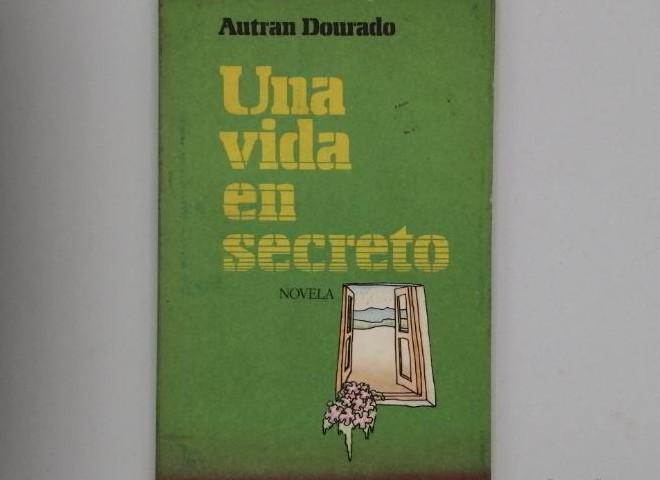 Autran Dourado
Una
vida
en
secreto
NOVELA